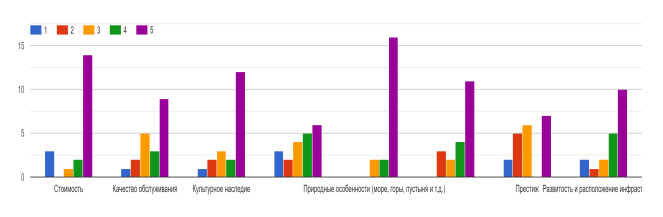 1 2 3 4 5
15
10
5
0
Стоимость Качество обслуживания Культурное наследие Природные особенности (море, горы, пустыня и т.д.) Престиж Развитость и расположение инфраст